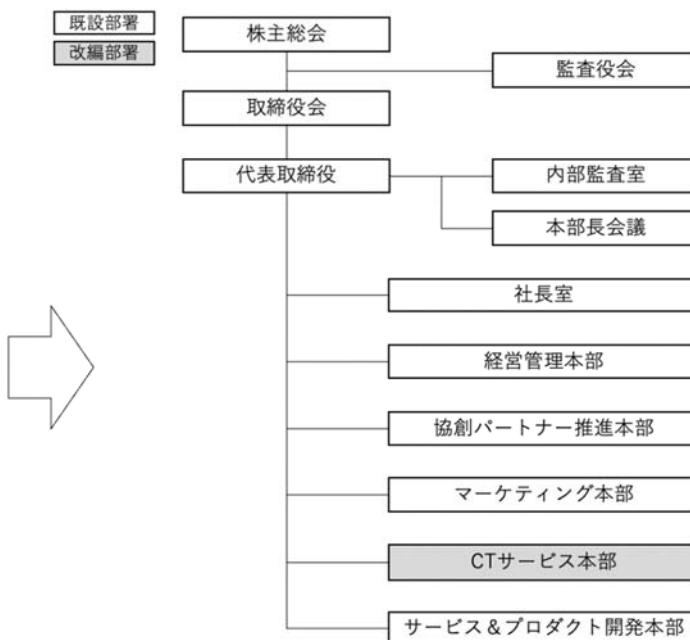 既設部署
改編部署
株主総会
監査役会
取締役会
代表取締役
内部監査室
本部長会議
社長室
経営管理本部
協創パートナー推進本部
マーケティング本部
CTサービス本部
サービス＆プロダクト開発本部